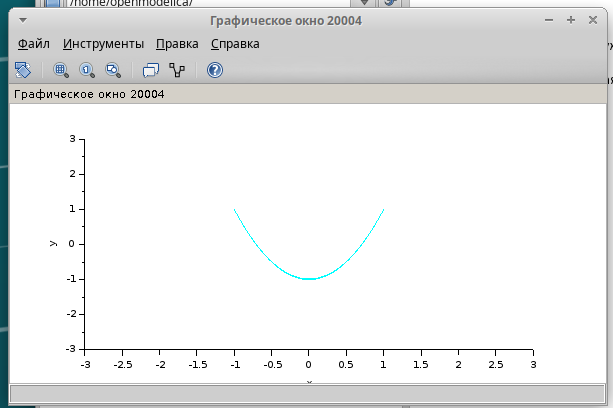 /home/openmodelica/
Графическое окно 20004
Файл Инструменты Правка Справка
Графическое окно 20004
3
2
1
y
0
-1
-2
-3
-3 -2.5 -2 -1.5 -1 -0.5 0 0.5 1 1.5 2 2.5 3